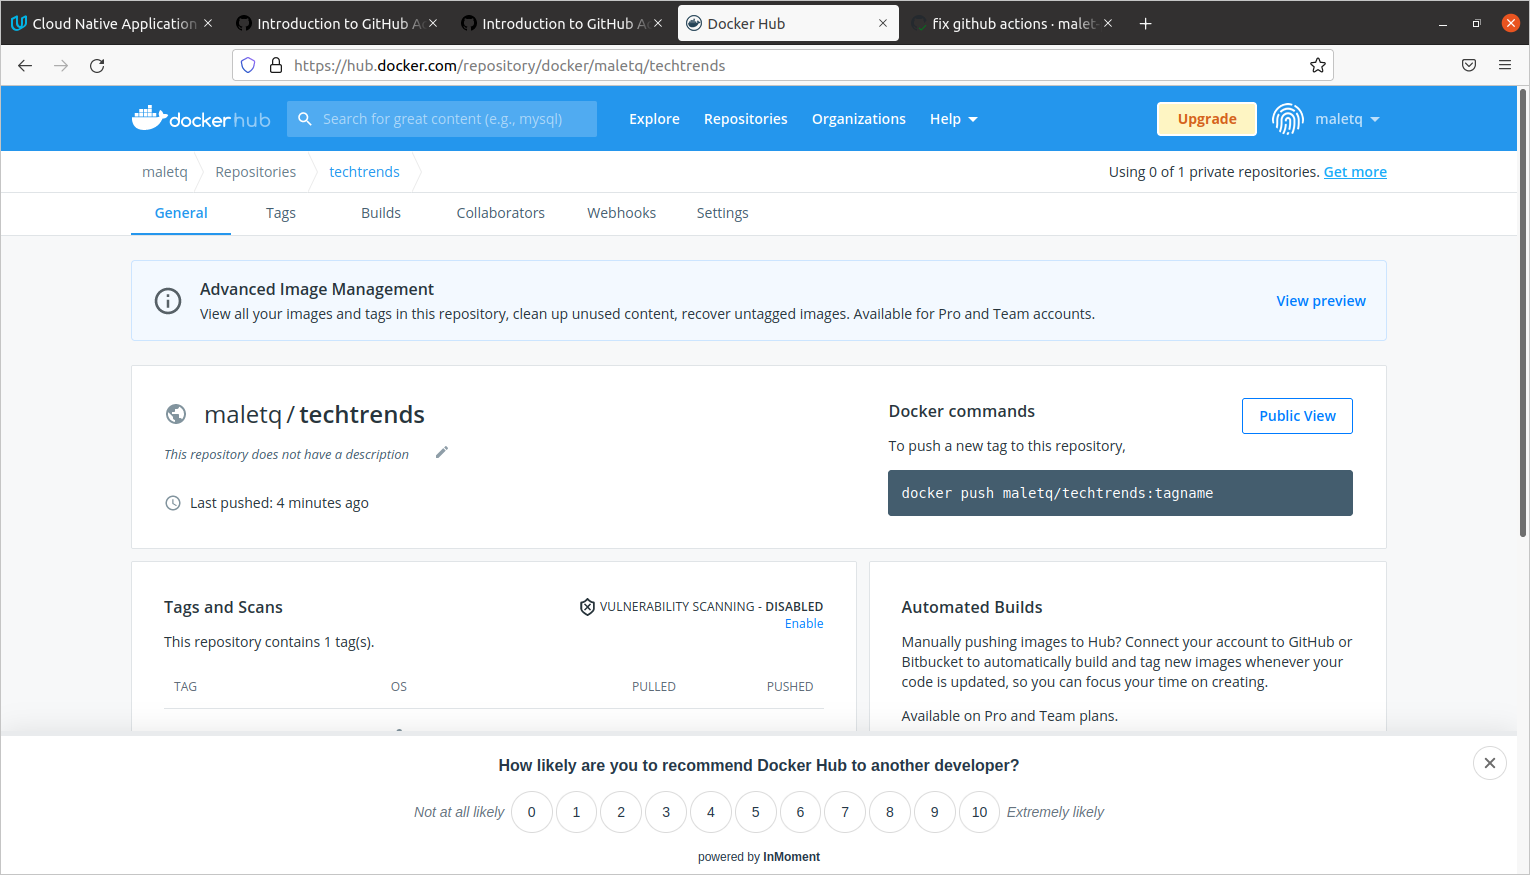 Cloud Native Application
Introduction to GitHub Ac
Introduction to GitHub Ac
Docker Hub
fix github actions · malet
https://hub.docker.com/repository/docker/maletq/techtrends
docker hub
Search for great content (e.g., mysql)
Explore
Repositories
Organizations
Help
Upgrade
maletq
maletq
Repositories
techtrends
Using 0 of 1 private repositories. Get more
General
Tags
Builds
Collaborators
Webhooks
Settings
Advanced Image Management
View all your images and tags in this repository, clean up unused content, recover untagged images. Available for Pro and Team accounts.
View preview
maletq / techtrends
This repository does not have a description
Last pushed: 4 minutes ago
Docker commands
Public View
To push a new tag to this repository,
docker push maletq/techtrends:tagname
Tags and Scans
VULNERABILITY SCANNING - DISABLED
Enable
This repository contains 1 tag(s).
TAG
OS
PULLED
PUSHED
Automated Builds
Manually pushing images to Hub? Connect your account to GitHub or
Bitbucket to automatically build and tag new images whenever your
code is updated, so you can focus your time on creating.
Available on Pro and Team plans.
How likely are you to recommend Docker Hub to another developer?
Not at all likely 0 1 2 3 4 5 6 7 8 9 10 Extremely likely
powered by InMoment